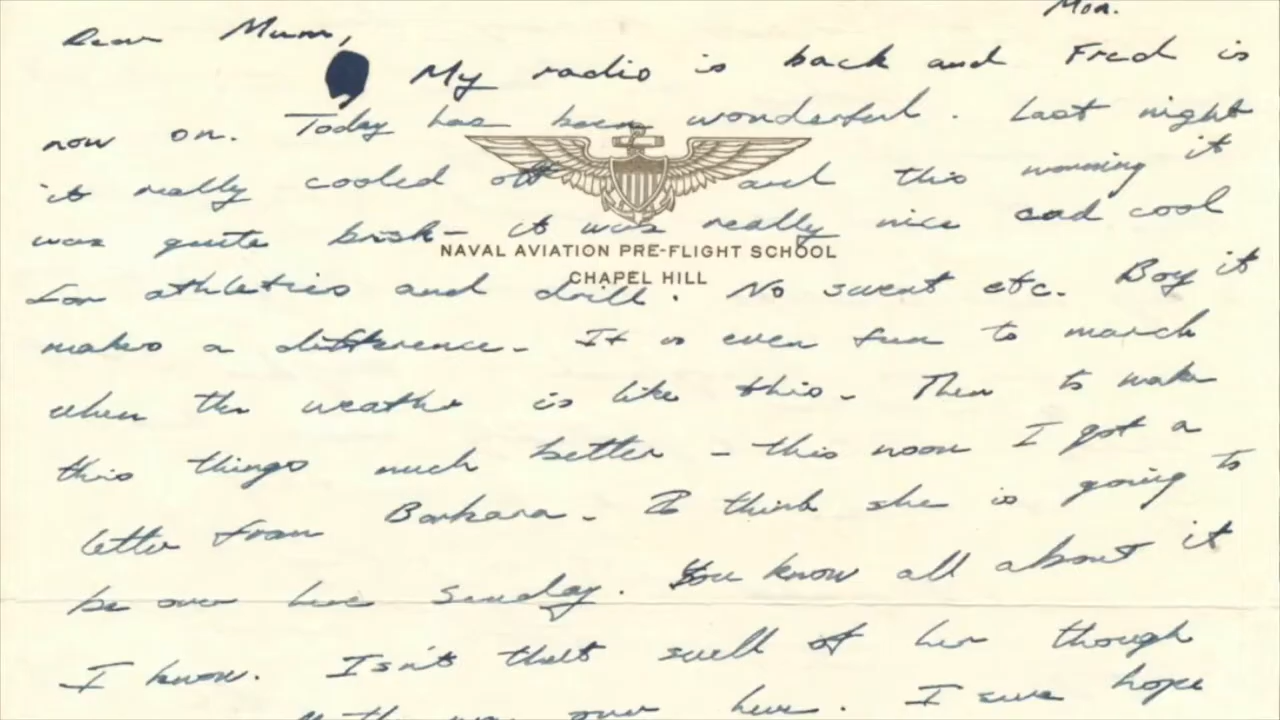 Mon.
Dear Mum,
My radio is back and Fred is
now on. Today has been wonderful. Last night
it really cooled off and this morning it
was quite brisk - it was really nice and cool
NAVAL AVIATION PRE-FLIGHT SCHOOL
CHAPEL HILL
for athletics and drill. No sweat etc. Boy it
makes a difference. It is even fun to march
when the weather is like this. Then to make
this things much better - this noon I got a
letter from Barbara. I think she is going to
be over here Sunday. You know all about it
I know. Isn't that swell of her though
the way over here. I sure hope